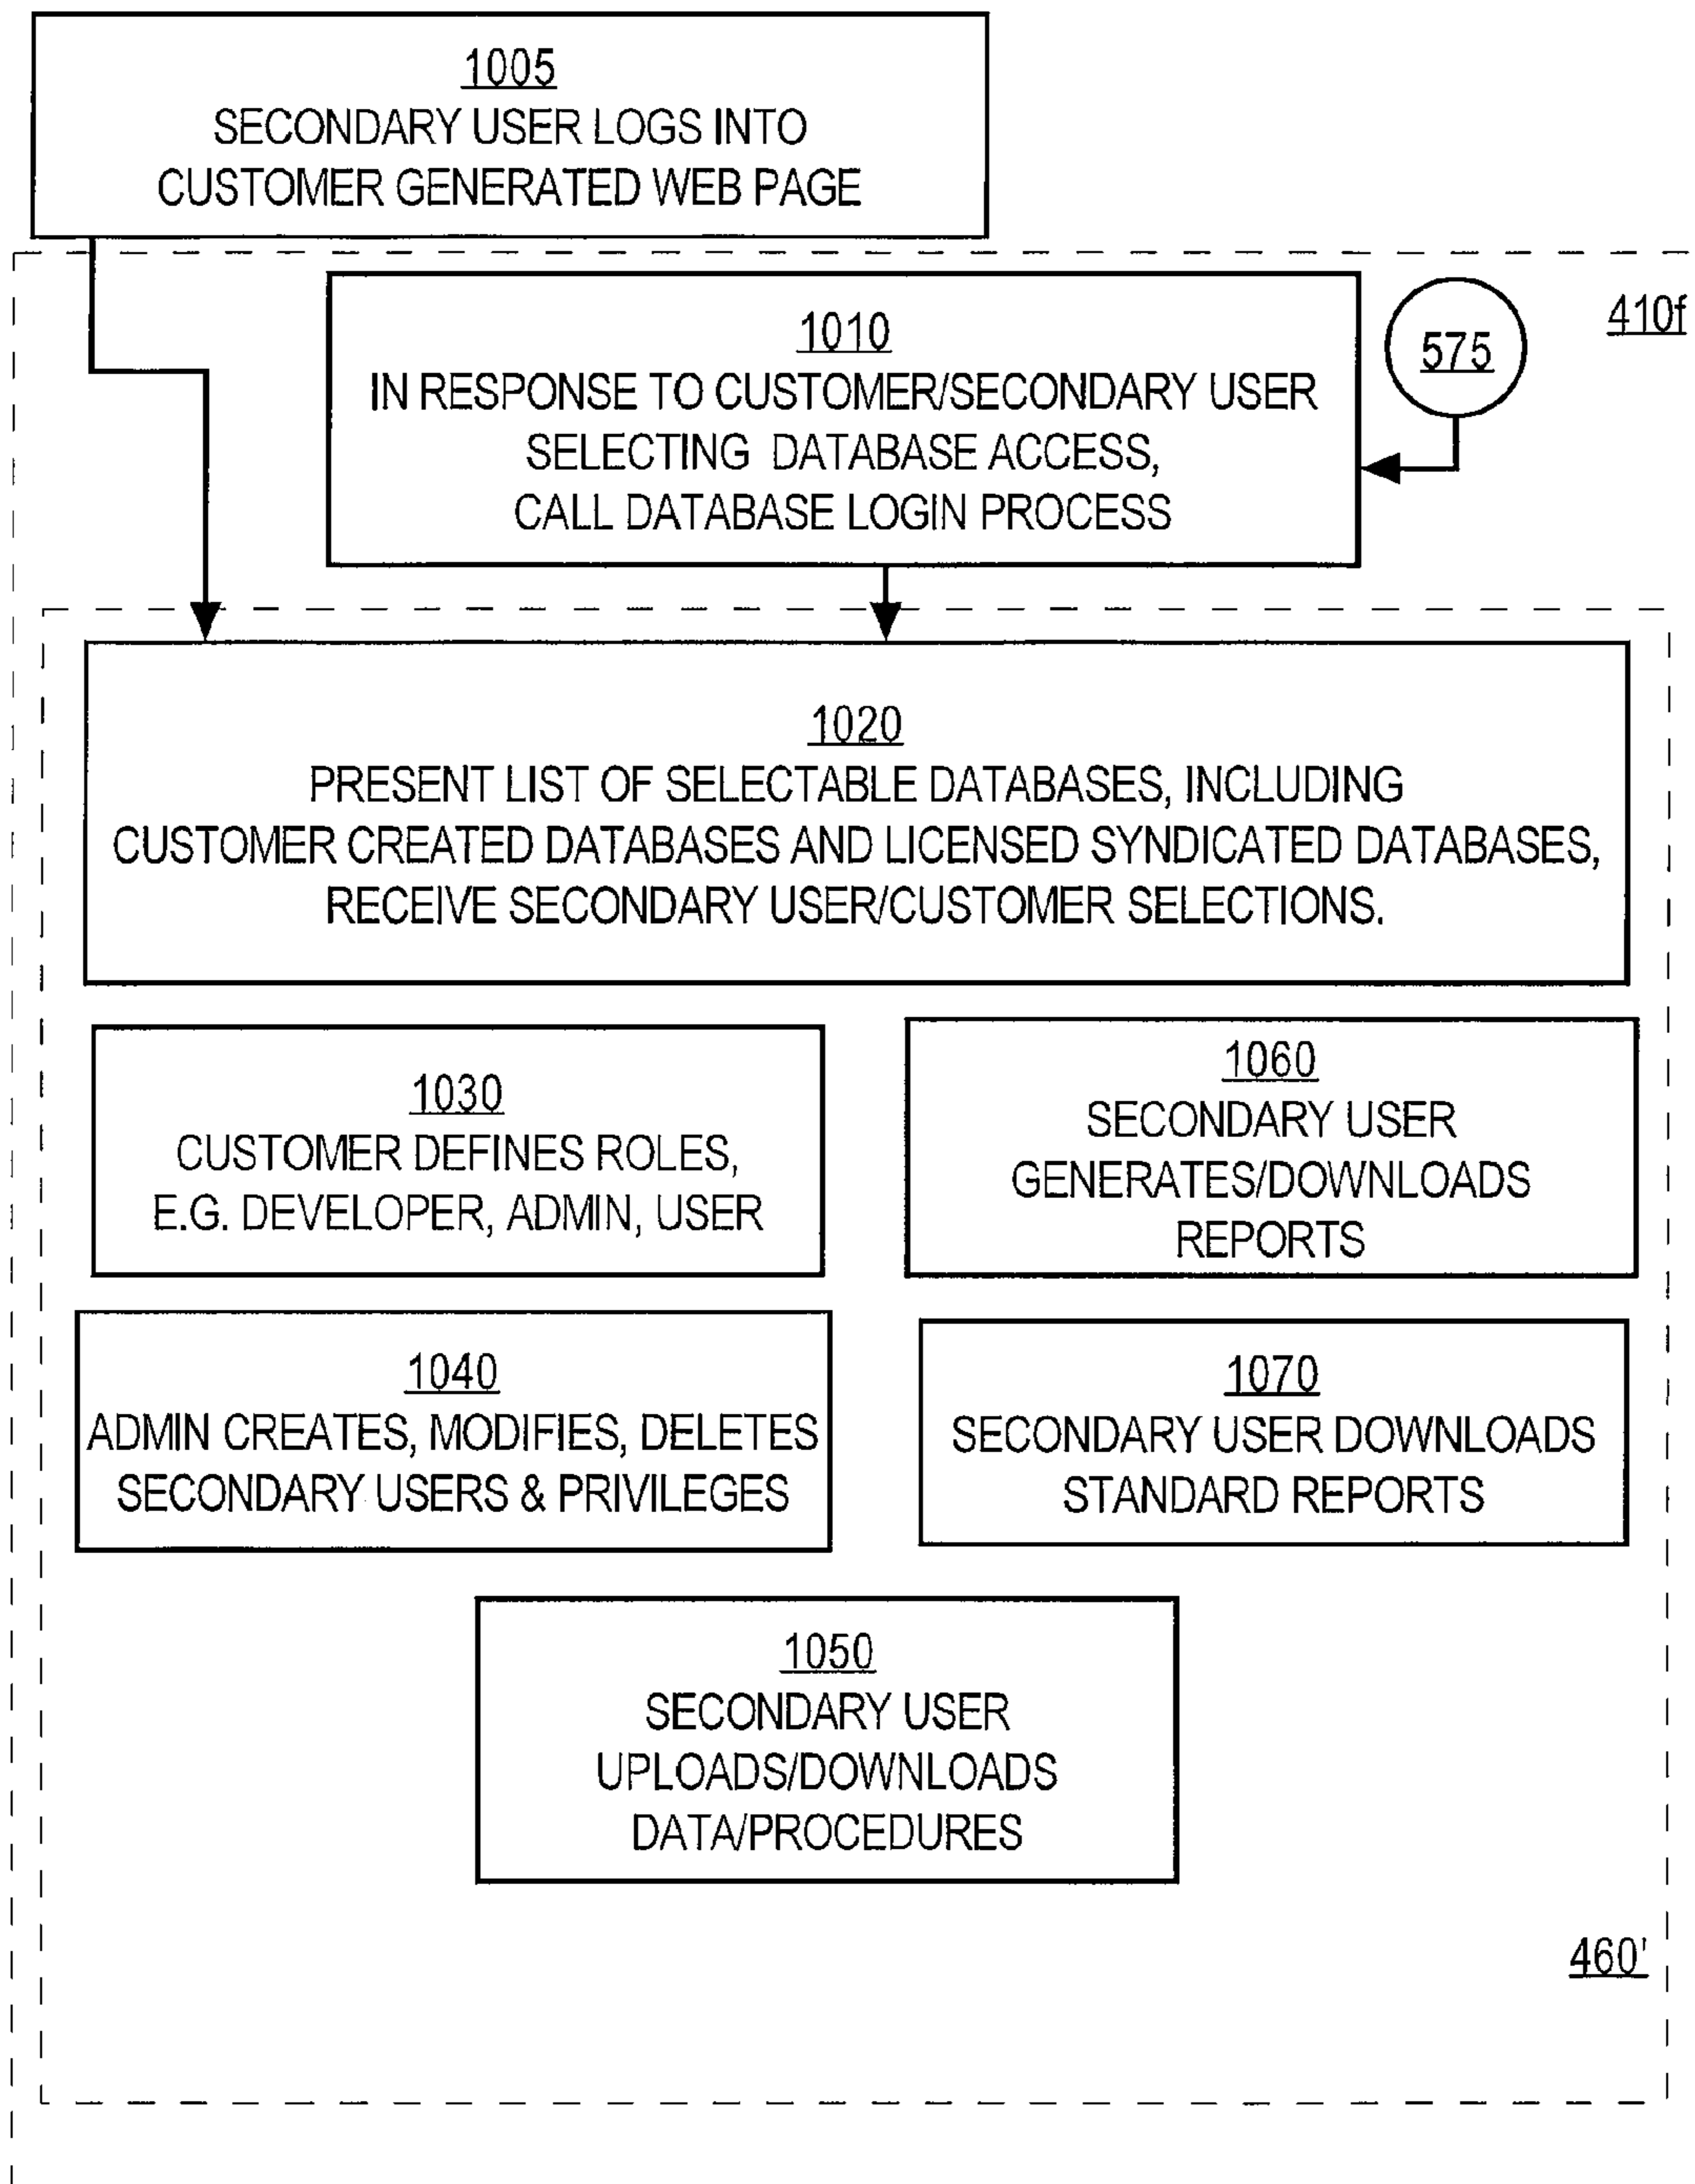 1005
SECONDARY USER LOGS INTO
CUSTOMER GENERATED WEB PAGE
410f
1010
IN RESPONSE TO CUSTOMER/SECONDARY USER
SELECTING DATABASE ACCESS,
CALL DATABASE LOGIN PROCESS
575
1020
PRESENT LIST OF SELECTABLE DATABASES, INCLUDING
CUSTOMER CREATED DATABASES AND LICENSED SYNDICATED DATABASES,
RECEIVE SECONDARY USER/CUSTOMER SELECTIONS.
1030
CUSTOMER DEFINES ROLES,
E.G. DEVELOPER, ADMIN, USER
1060
SECONDARY USER
GENERATES/DOWNLOADS
REPORTS
1040
ADMIN CREATES, MODIFIES, DELETES
SECONDARY USERS & PRIVILEGES
1070
SECONDARY USER DOWNLOADS
STANDARD REPORTS
1050
SECONDARY USER
UPLOADS/DOWNLOADS
DATA/PROCEDURES
460'